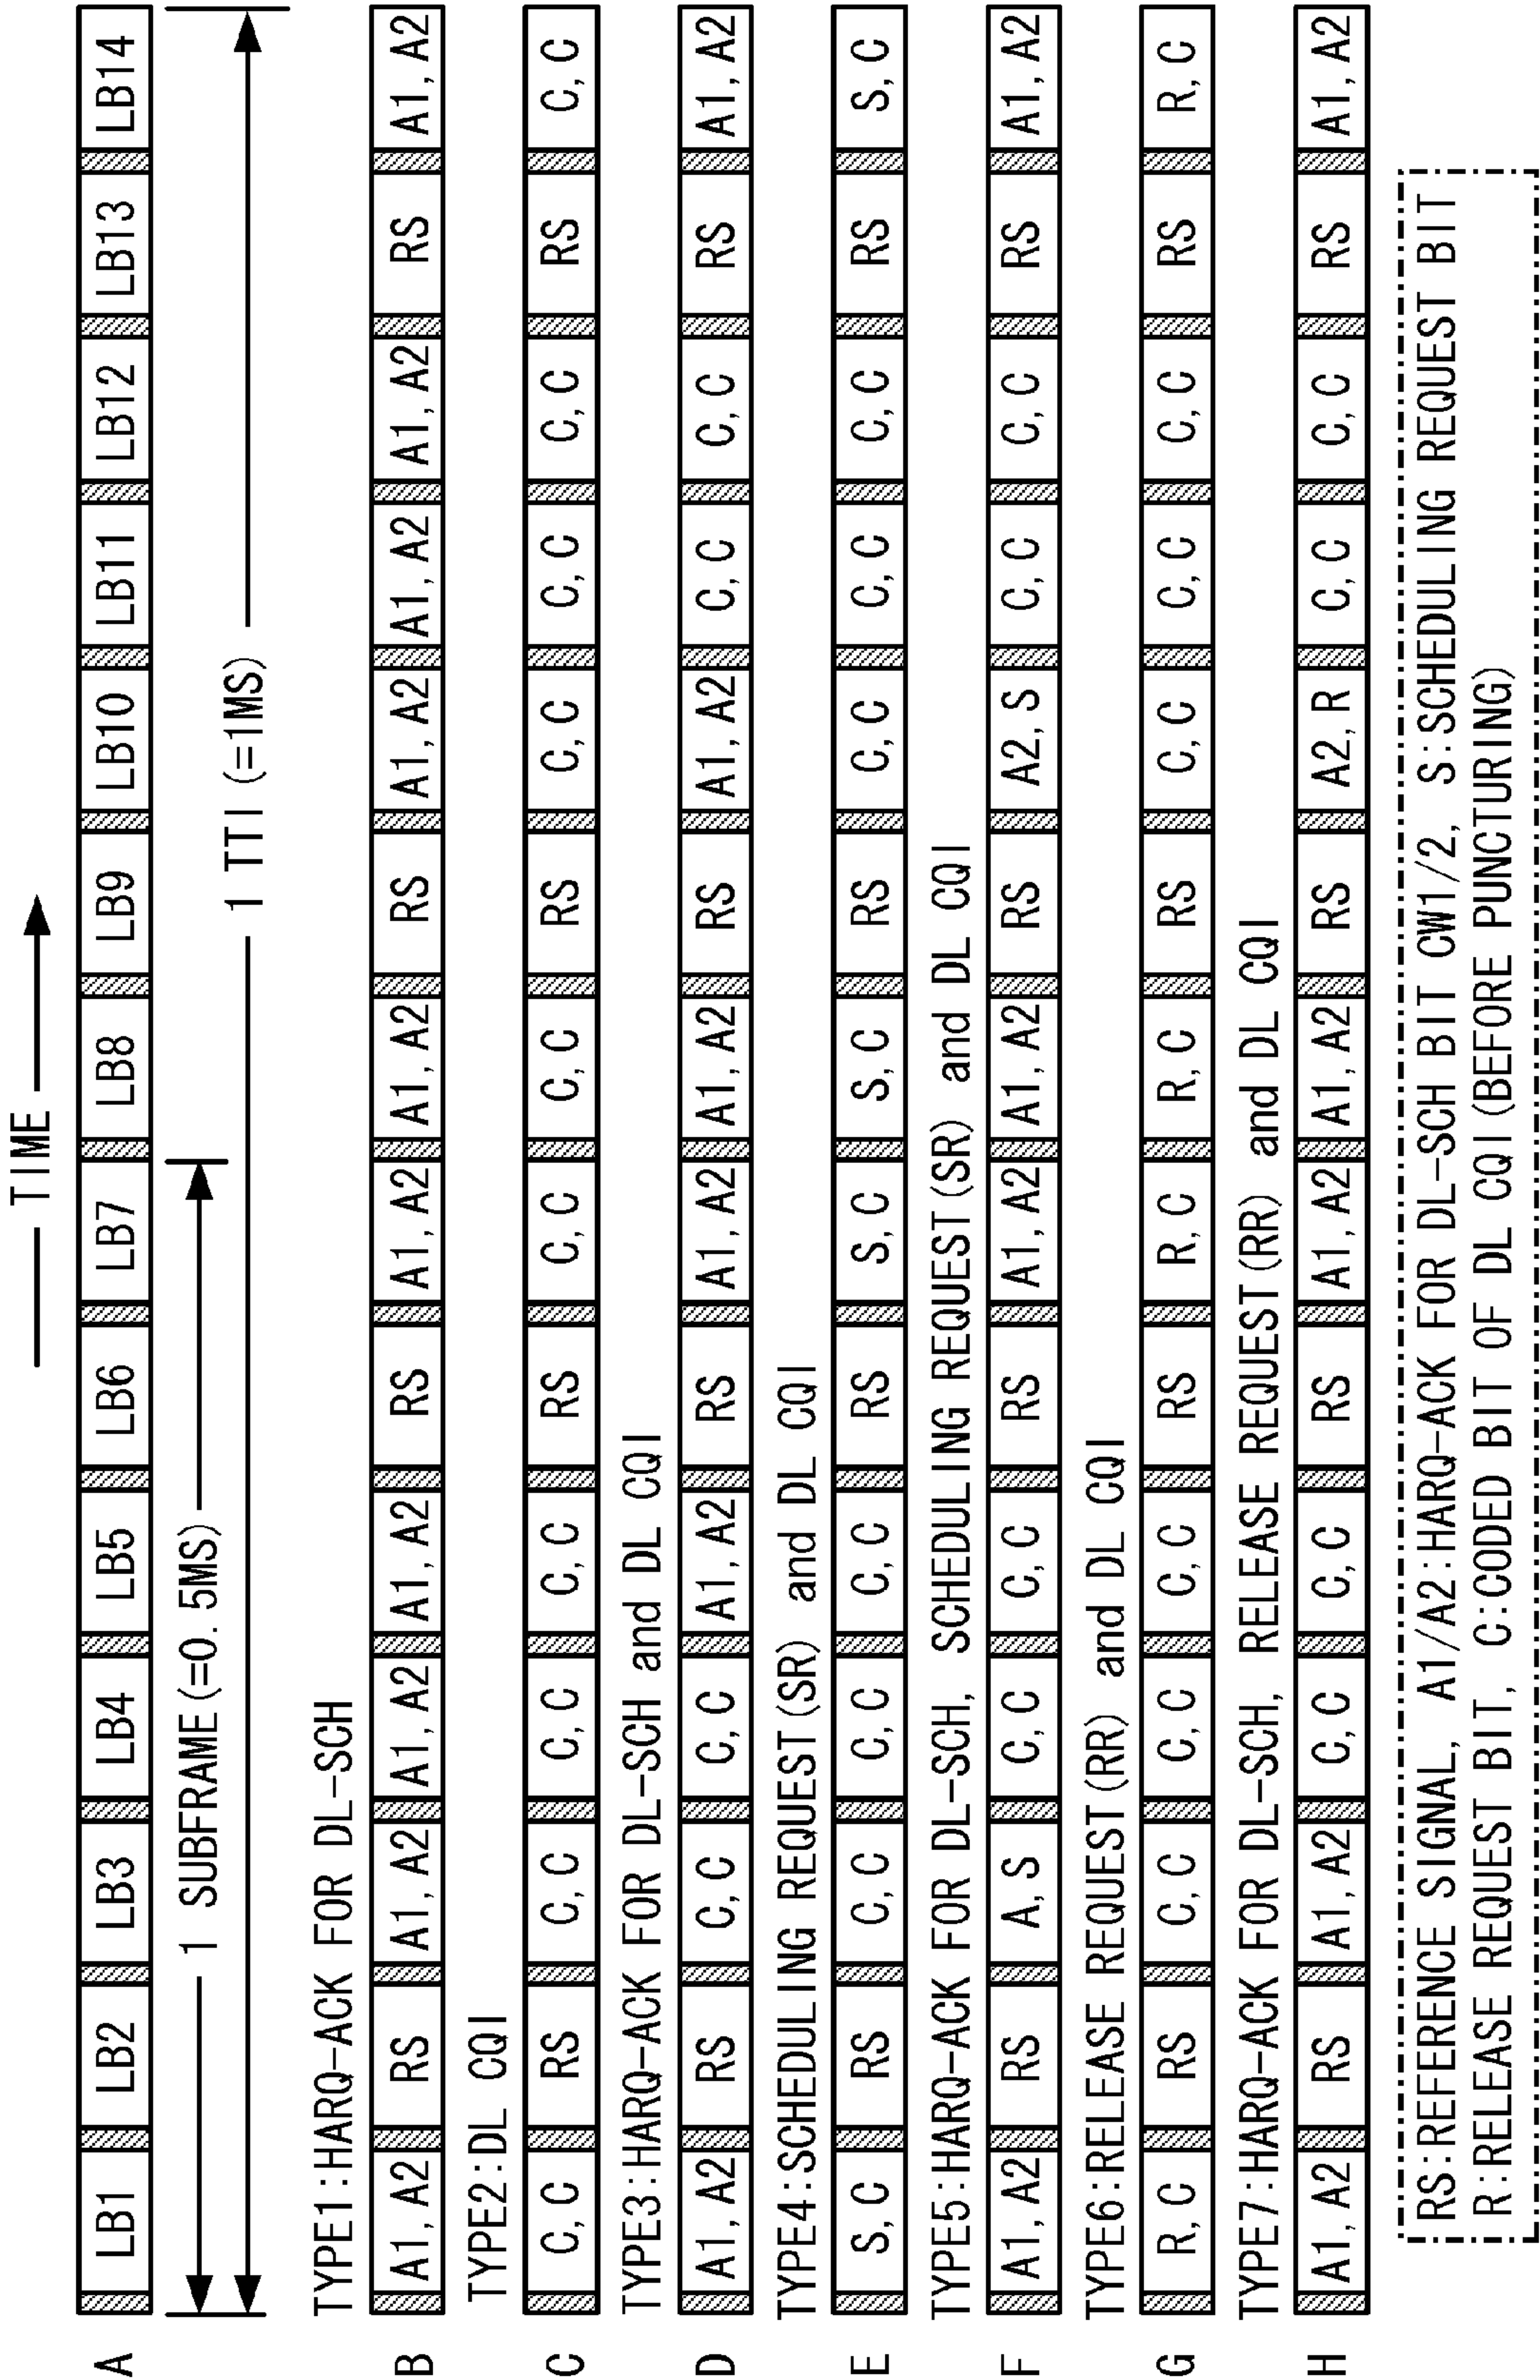 TIME
A LB1 LB2 LB3 LB4 LB5 LB6 LB7 LB8 LB9 LB10 LB11 LB12 LB13 LB14
1 SUBFRAME(=0.5MS)
1 TTI(=1MS)
TYPE1:HARQ-ACK FOR DL-SCH
B A1,A2 RS A1,A2 A1,A2 A1,A2 RS A1,A2 A1,A2 RS A1,A2 A1,A2 A1,A2 RS A1,A2
TYPE2:DL CQI
C C,C RS C,C C,C C,C RS C,C C,C RS C,C C,C C,C RS C,C
TYPE3:HARQ-ACK FOR DL-SCH and DL CQI
D A1,A2 RS C,C C,C A1,A2 RS A1,A2 A1,A2 RS A1,A2 C,C C,C RS A1,A2
TYPE4:SCHEDULING REQUEST(SR) and DL CQI
E S,C RS C,C C,C C,C RS S,C S,C RS C,C C,C C,C RS S,C
TYPE5:HARQ-ACK FOR DL-SCH, SCHEDULING REQUEST(SR) and DL CQI
F A1,A2 RS A,S C,C C,C RS A1,A2 A1,A2 RS A2,S C,C C,C RS A1,A2
TYPE6:RELEASE REQUEST(RR) and DL CQI
G R,C RS C,C C,C C,C RS R,C R,C RS C,C C,C C,C RS R,C
TYPE7:HARQ-ACK FOR DL-SCH, RELEASE REQUEST(RR) and DL CQI
H A1,A2 RS A1,A2 C,C C,C RS A1,A2 A1,A2 RS A2,R C,C C,C RS A1,A2
RS:REFERENCE SIGNAL, A1/A2:HARQ-ACK FOR DL-SCH BIT CW1/2, S:SCHEDULING REQUEST BIT
R:RELEASE REQUEST BIT, C:CODED BIT OF DL CQI(BEFORE PUNCTURING)